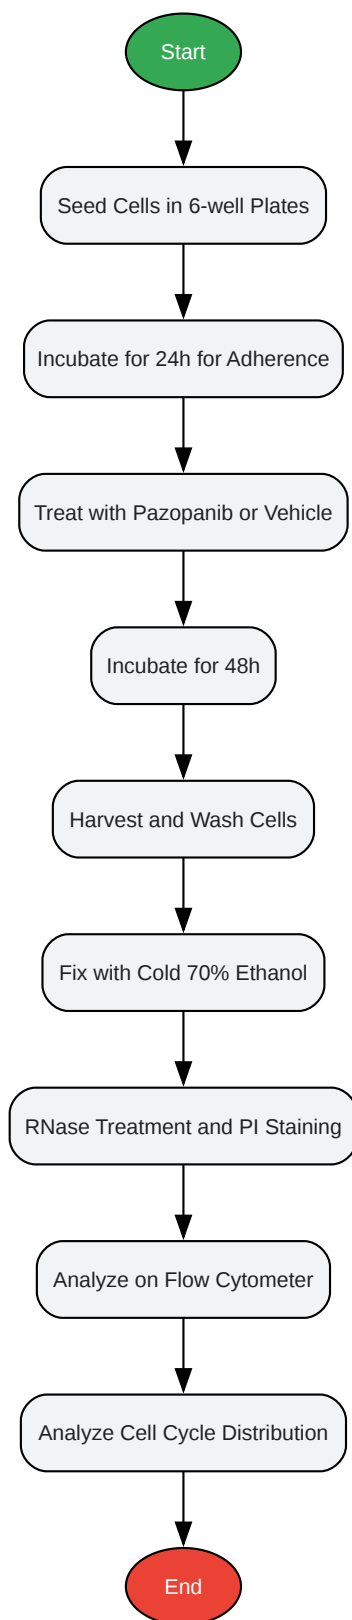 Start
Seed Cells in 6-well Plates
Incubate for 24h for Adherence
Treat with Pazopanib or Vehicle
Incubate for 48h
Harvest and Wash Cells
Fix with Cold 70% Ethanol
RNase Treatment and PI Staining
Analyze on Flow Cytometer
Analyze Cell Cycle Distribution
End